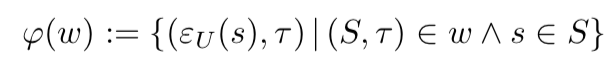 φ(w) := {(ε_U(s), τ) | (S, τ) ∈ w ∧ s ∈ S}